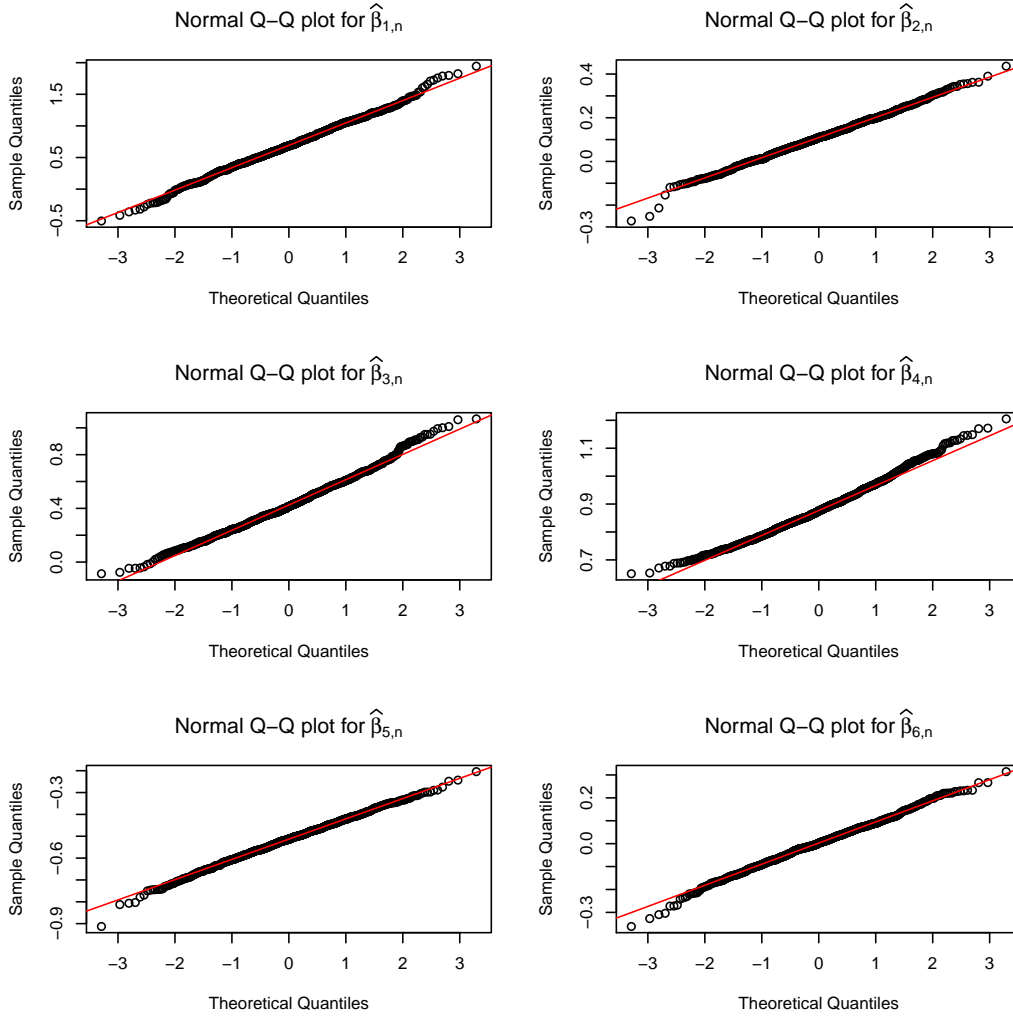 Normal Q−Q plot for β̂1,n
Normal Q−Q plot for β̂2,n
Sample Quantiles
−0.5 0.5 1.5
Sample Quantiles
−0.3 0.0 0.2 0.4
−3 −2 −1 0 1 2 3
−3 −2 −1 0 1 2 3
Theoretical Quantiles
Theoretical Quantiles
Normal Q−Q plot for β̂3,n
Normal Q−Q plot for β̂4,n
Sample Quantiles
0.0 0.4 0.8
Sample Quantiles
0.7 0.9 1.1
−3 −2 −1 0 1 2 3
−3 −2 −1 0 1 2 3
Theoretical Quantiles
Theoretical Quantiles
Normal Q−Q plot for β̂5,n
Normal Q−Q plot for β̂6,n
Sample Quantiles
−0.9 −0.6 −0.3
Sample Quantiles
−0.3 0.0 0.2
−3 −2 −1 0 1 2 3
−3 −2 −1 0 1 2 3
Theoretical Quantiles
Theoretical Quantiles